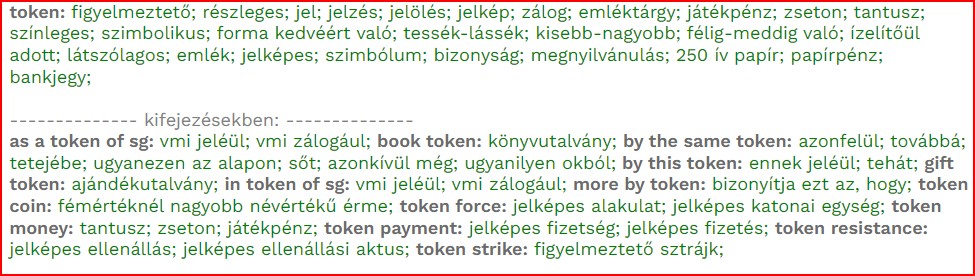 token: figyelmeztető; részleges; jel; jelzés; jelölés; jelkép; zálog; emléktárgy; játékpénz; zseton; tantusz;
színleges; szimbolikus; forma kedvéért való; tessék-lássék; kisebb-nagyobb; félig-meddig való; ízelítőül
adott; látszólagos; emlék; jelképes; szimbólum; bizonyság; megnyilvánulás; 250 ív papír; papírpénz;
bankjegy;
-------------- kifejezésekben: --------------
as a token of sg: vmi jeléül; vmi zálogául; book token: könyvutalvány; by the same token: azonfelül; továbbá;
tetejébe; ugyanezen az alapon; sőt; azonkívül még; ugyanilyen okból; by this token: ennek jeléül; tehát; gift
token: ajándékutalvány; in token of sg: vmi jeléül; vmi zálogául; more by token: bizonyítja ezt az, hogy; token
coin: fémértéknél nagyobb névértékű érme; token force: jelképes alakulat; jelképes katonai egység; token
money: tantusz; zseton; játékpénz; token payment: jelképes fizetség; jelképes fizetés; token resistance:
jelképes ellenállás; jelképes ellenállási aktus; token strike: figyelmeztető sztrájk;